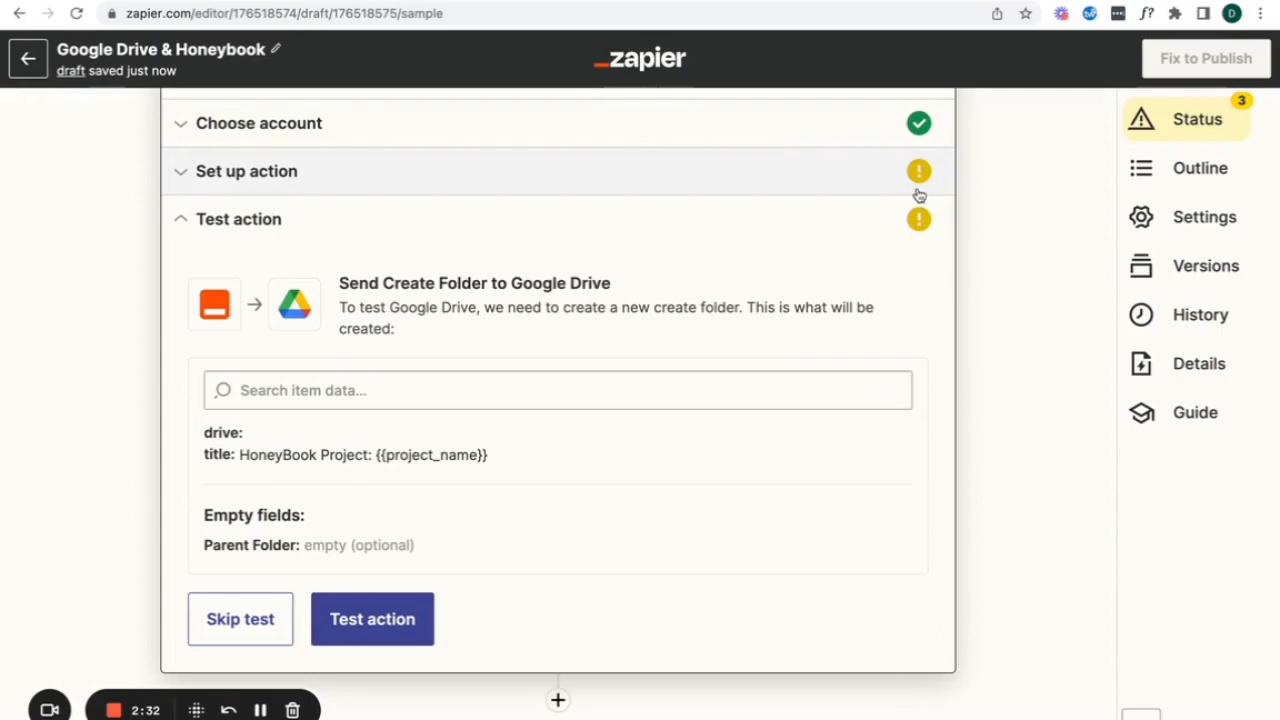 zapier.com/editor/176518574/draft/176518575/sample
f?
D
Google Drive & Honeybook
draft saved just now
_zapier
Fix to Publish
Choose account
Set up action
Test action
Send Create Folder to Google Drive
To test Google Drive, we need to create a new create folder. This is what will be
created:
Search item data...
drive:
title: HoneyBook Project: {{project_name}}
Empty fields:
Parent Folder: empty (optional)
Skip test
Test action
3
Status
Outline
Settings
Versions
History
Details
Guide
2:32